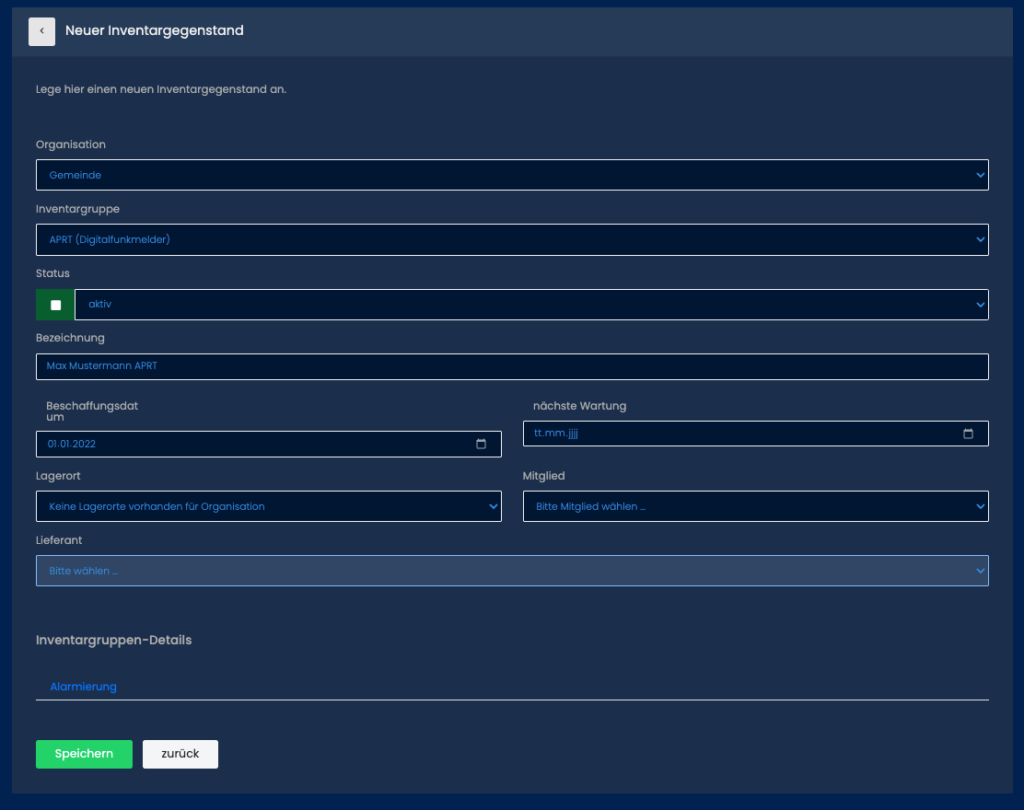 Neuer Inventargegenstand
Lege hier einen neuen Inventargegenstand an.
Organisation
Gemeinde
Inventargruppe
APRT (Digitalfunkmelder)
Status
aktiv
Bezeichnung
Max Mustermann APRT
Beschaffungsdat
um
01.01.2022
nächste Wartung
tt.mm.jjjj
Lagerort
Keine Lagerorte vorhanden für Organisation
Mitglied
Bitte Mitglied wählen ...
Lieferant
Bitte wählen ...
Inventargruppen-Details
Alarmierung
Speichern
zurück